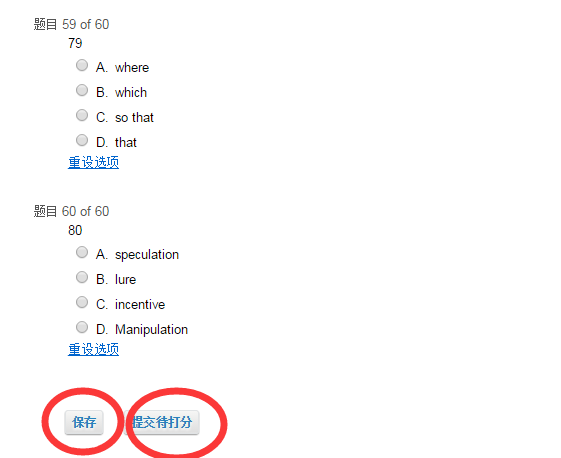 题目 59 of 60
79
A. where
B. which
C. so that
D. that
重设选项
题目 60 of 60
80
A. speculation
B. lure
C. incentive
D. Manipulation
重设选项
保存 提交待打分